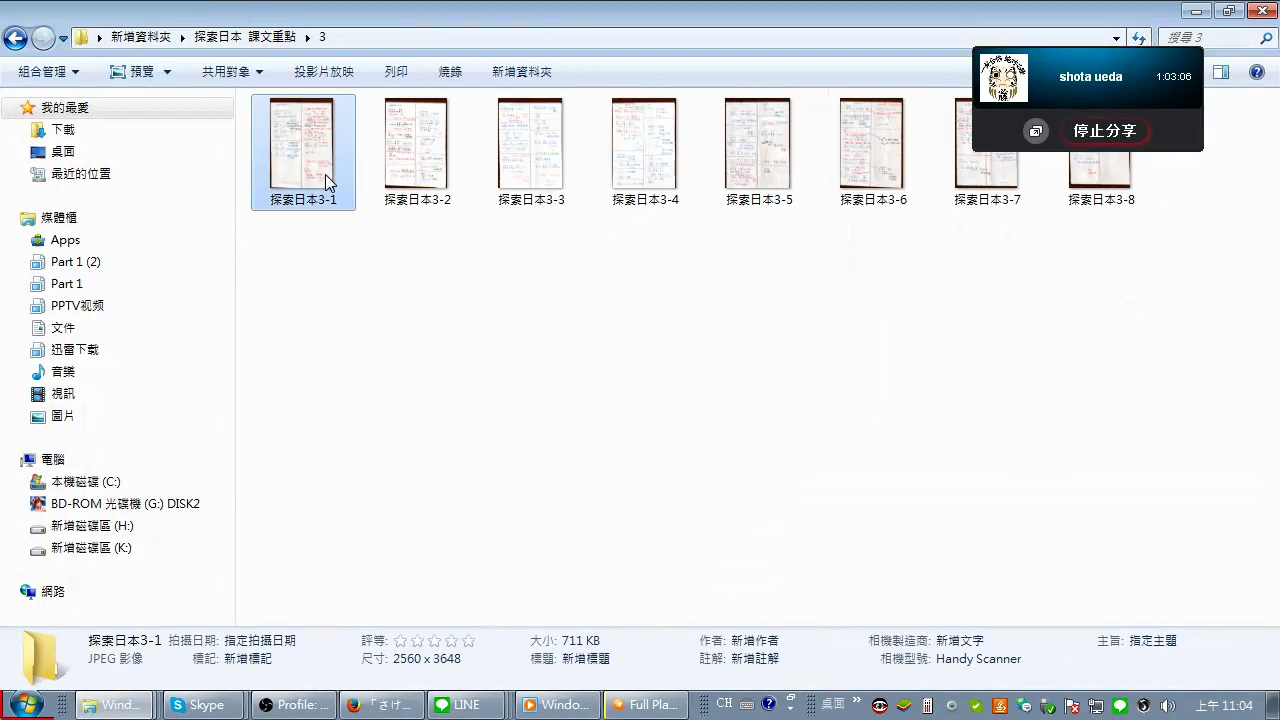 新增資料夾 ▸ 探索日本 課文重點 ▸ 3
搜尋 3
組合管理 預覽 共用對象 投影片放映 列印 燒錄 新增資料夾
shota ueda 1:03:06
停止分享
我的最愛
下載
桌面
最近的位置
媒體櫃
Apps
Part 1 (2)
Part 1
PPTV视频
文件
迅雷下載
音樂
視訊
圖片
電腦
本機磁碟 (C:)
BD-ROM 光碟機 (G:) DISK2
新增磁碟區 (H:)
新增磁碟區 (K:)
網路
探索日本3-1
探索日本3-2
探索日本3-3
探索日本3-4
探索日本3-5
探索日本3-6
探索日本3-7
探索日本3-8
探索日本3-1 拍攝日期: 指定拍攝日期 評等: 大小: 711 KB 作者: 新增作者 相機製造商: 新增文字 主旨: 指定主題
JPEG 影像 標記: 新增標記 尺寸: 2560 x 3648 標題: 新增標題 註解: 新增註解 相機型號: Handy Scanner
Wind... Skype Profile: ... 「さげ... LINE Windo... Full Pla... CH 桌面 » 上午 11:04